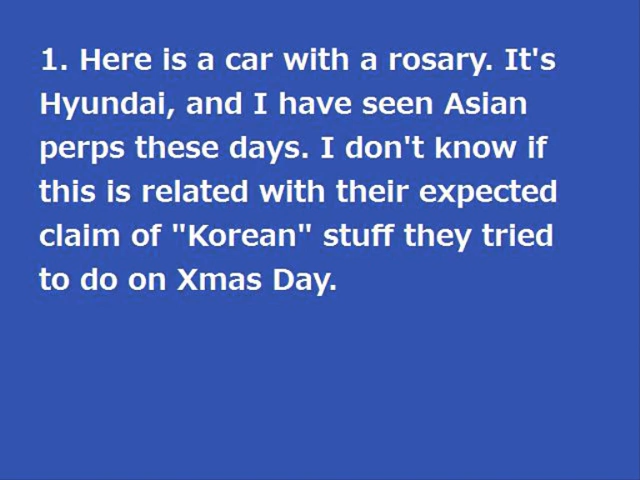 1. Here is a car with a rosary. It's
Hyundai, and I have seen Asian
perps these days. I don't know if
this is related with their expected
claim of "Korean" stuff they tried
to do on Xmas Day.